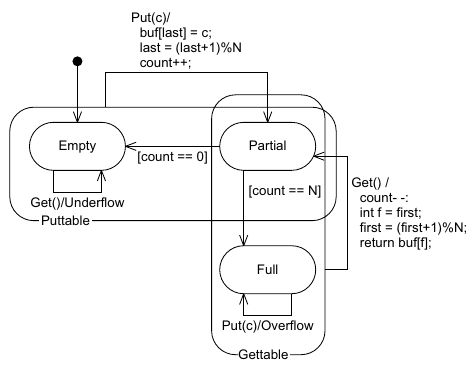 Put(c)/
buf[last] = c;
last = (last+1)%N
count++;
Empty
Partial
[count == 0]
Get()/Underflow
Puttable
[count == N]
Get() /
count- -:
int f = first;
first = (first+1)%N;
return buf[f];
Full
Put(c)/Overflow
Gettable